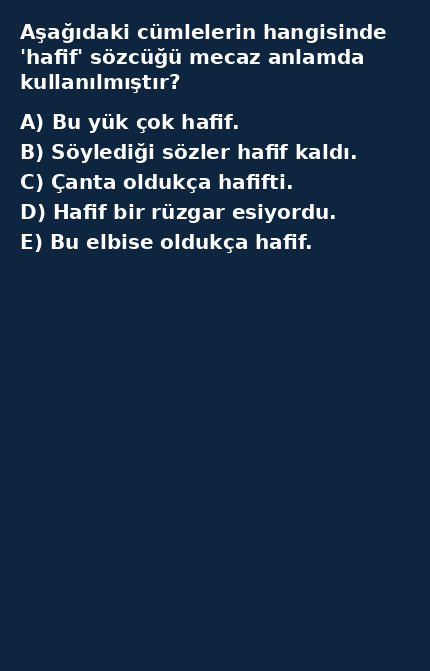 Aşağıdaki cümlelerin hangisinde
'hafif' sözcüğü mecaz anlamda
kullanılmıştır?
A) Bu yük çok hafif.
B) Söylediği sözler hafif kaldı.
C) Çanta oldukça hafifti.
D) Hafif bir rüzgar esiyordu.
E) Bu elbise oldukça hafif.